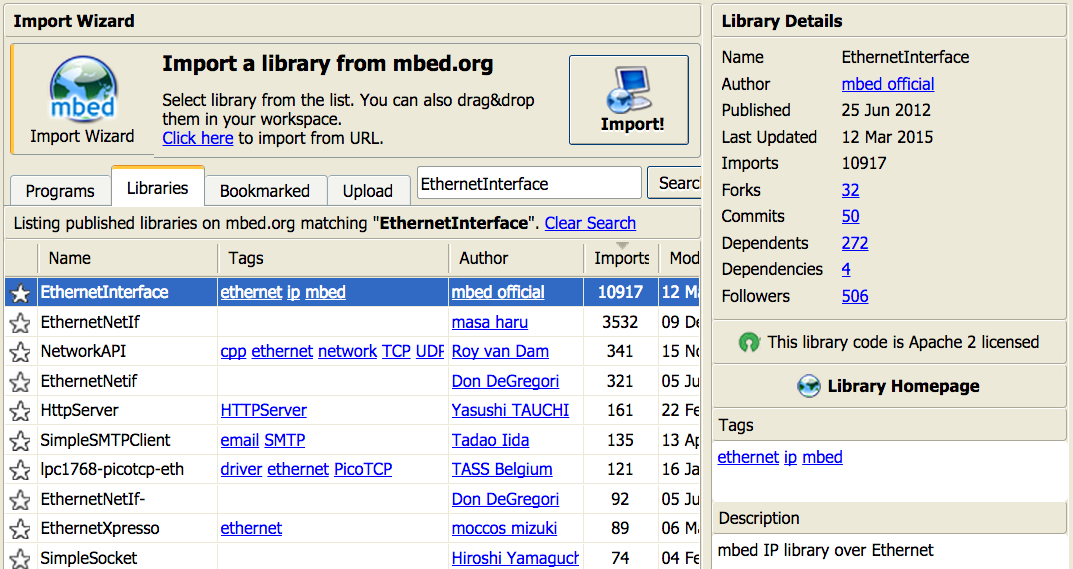 Import Wizard
mbed
Import Wizard
Import a library from mbed.org
Select library from the list. You can also drag&drop
them in your workspace.
Click here to import from URL.
Import!
Programs Libraries Bookmarked Upload EthernetInterface Searc
Listing published libraries on mbed.org matching "EthernetInterface". Clear Search
Name Tags Author Imports Mod
EthernetInterface ethernet ip mbed mbed official 10917 12 Ma
EthernetNetIf masa haru 3532 09 De
NetworkAPI cpp ethernet network TCP UDP Roy van Dam 341 15 No
EthernetNetif Don DeGregori 321 05 Ju
HttpServer HTTPServer Yasushi TAUCHI 161 22 Fe
SimpleSMTPClient email SMTP Tadao Iida 135 13 Ap
lpc1768-picotcp-eth driver ethernet PicoTCP TASS Belgium 121 16 Ja
EthernetNetIf- Don DeGregori 92 05 Ju
EthernetXpresso ethernet moccos mizuki 89 06 Ma
SimpleSocket Hiroshi Yamaguch 74 04 Fe
Library Details
Name EthernetInterface
Author mbed official
Published 25 Jun 2012
Last Updated 12 Mar 2015
Imports 10917
Forks 32
Commits 50
Dependents 272
Dependencies 4
Followers 506
This library code is Apache 2 licensed
Library Homepage
Tags
ethernet ip mbed
Description
mbed IP library over Ethernet